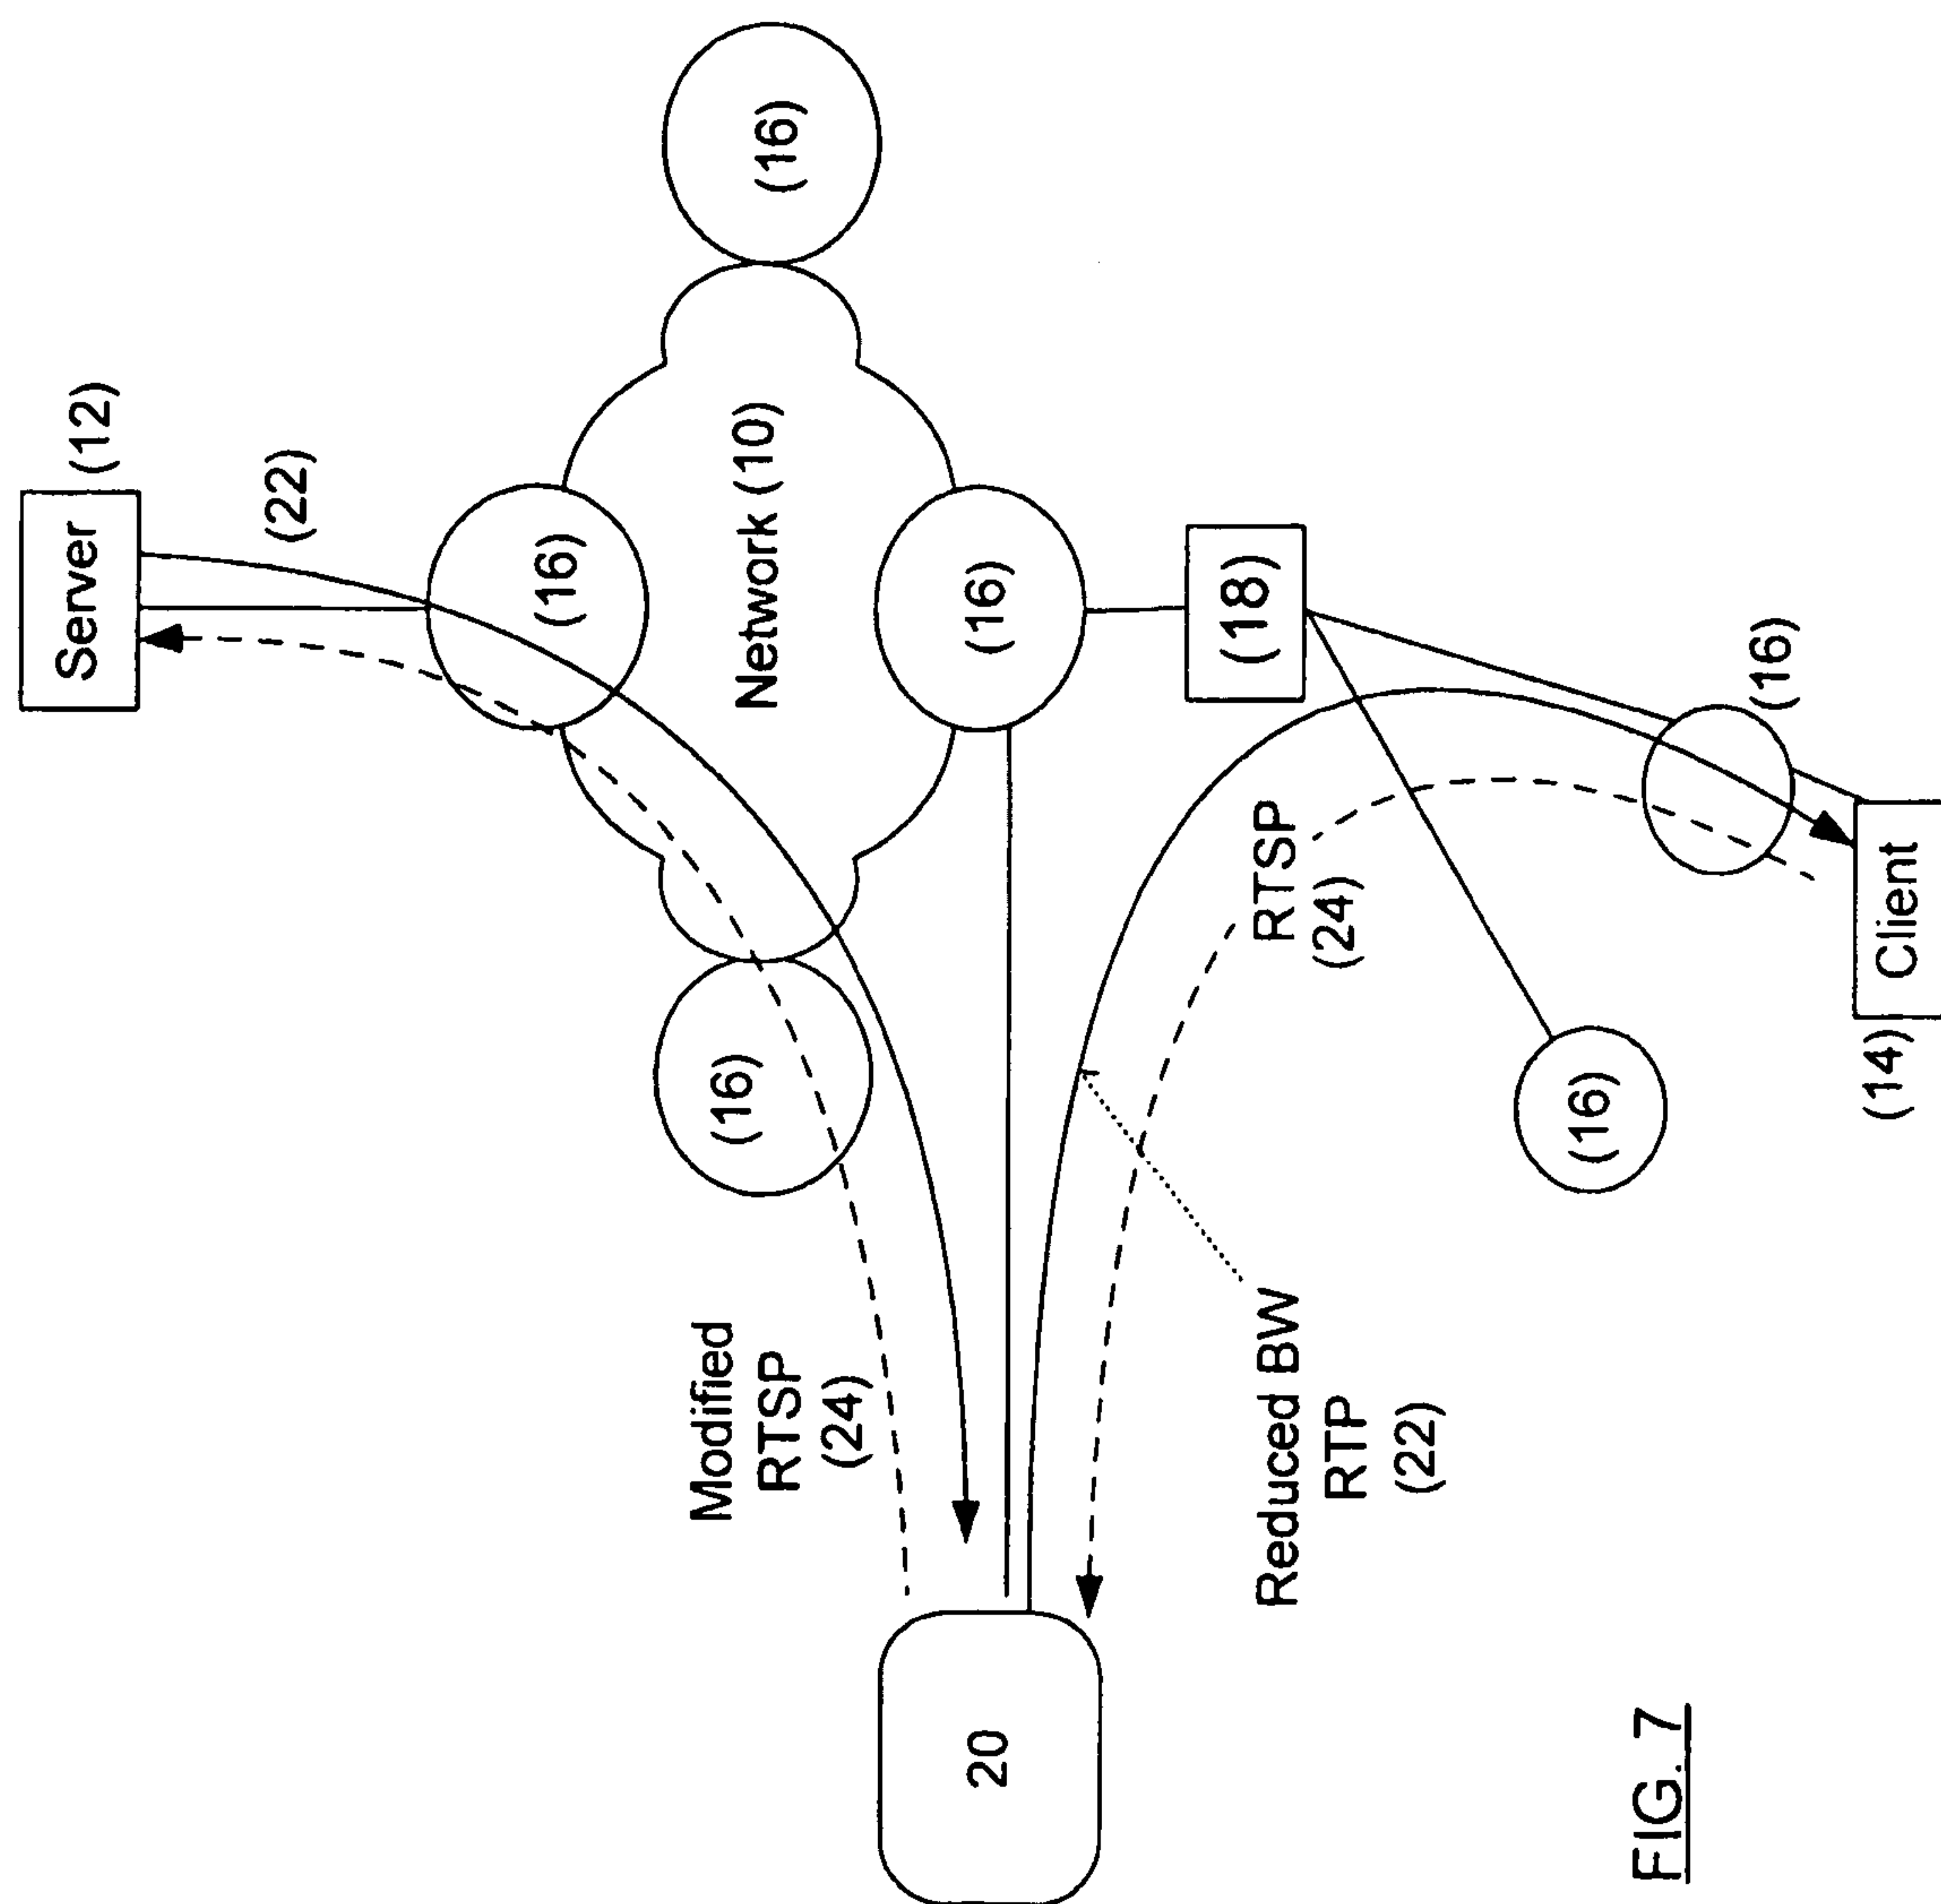 Server
(12)
(22)
(16)
(16)
Network (10)
(16)
(16)
(18)
Modified
RTSP
(24)
20
RTSP
(24)
Reduced BW
RTP
(22)
(16)
(16)
Client
(14)
FIG. 7